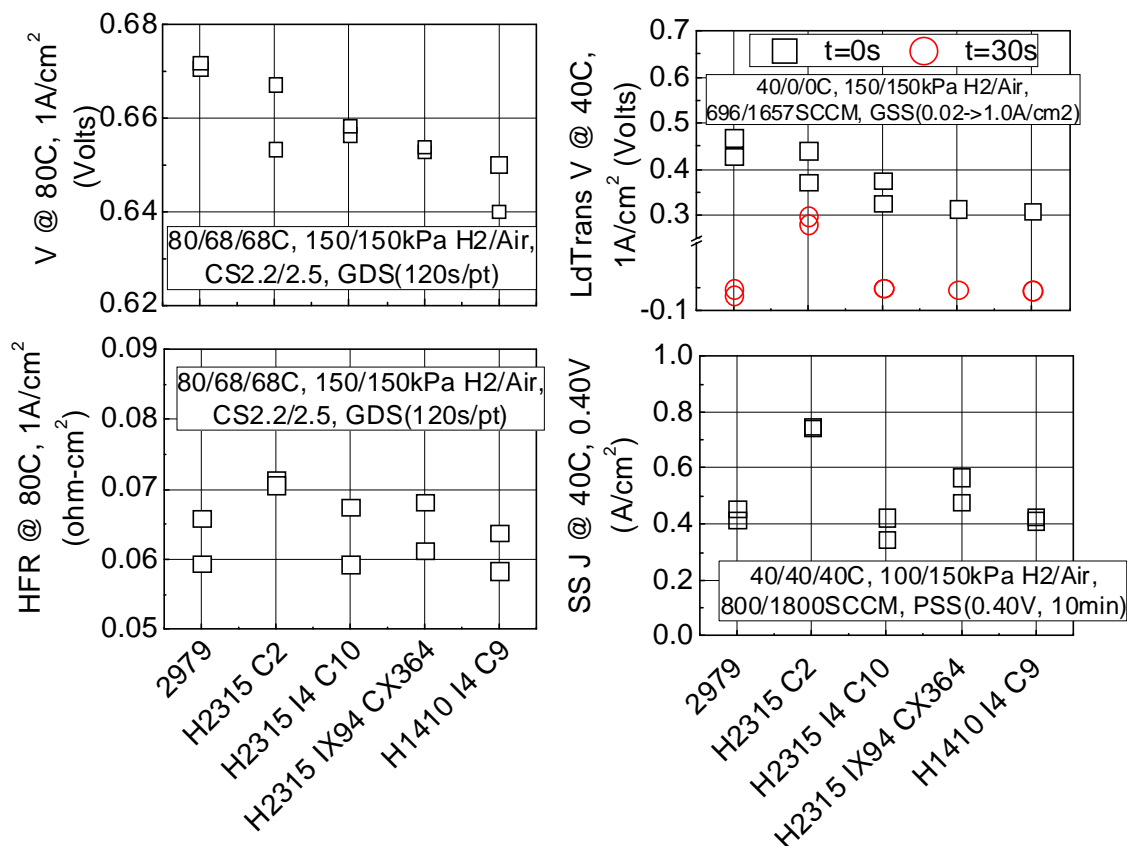 V @ 80C, 1A/cm²
(Volts)
0.68
0.66
0.64
0.62
80/68/68C, 150/150kPa H2/Air,
CS2.2/2.5, GDS(120s/pt)
LdTrans V @ 40C,
1A/cm² (Volts)
0.7
0.6
0.5
0.4
0.3
-0.1
t=0s t=30s
40/0/0C, 150/150kPa H2/Air,
696/1657SCCM, GSS(0.02->1.0A/cm2)
HFR @ 80C, 1A/cm²
(ohm-cm²)
0.09
0.08
0.07
0.06
0.05
80/68/68C, 150/150kPa H2/Air,
CS2.2/2.5, GDS(120s/pt)
2979
H2315 C2
H2315 I4 C10
H2315 IX94 CX364
H1410 I4 C9
SS J @ 40C, 0.40V
(A/cm²)
1.0
0.8
0.6
0.4
0.2
0.0
40/40/40C, 100/150kPa H2/Air,
800/1800SCCM, PSS(0.40V, 10min)
2979
H2315 C2
H2315 I4 C10
H2315 IX94 CX364
H1410 I4 C9